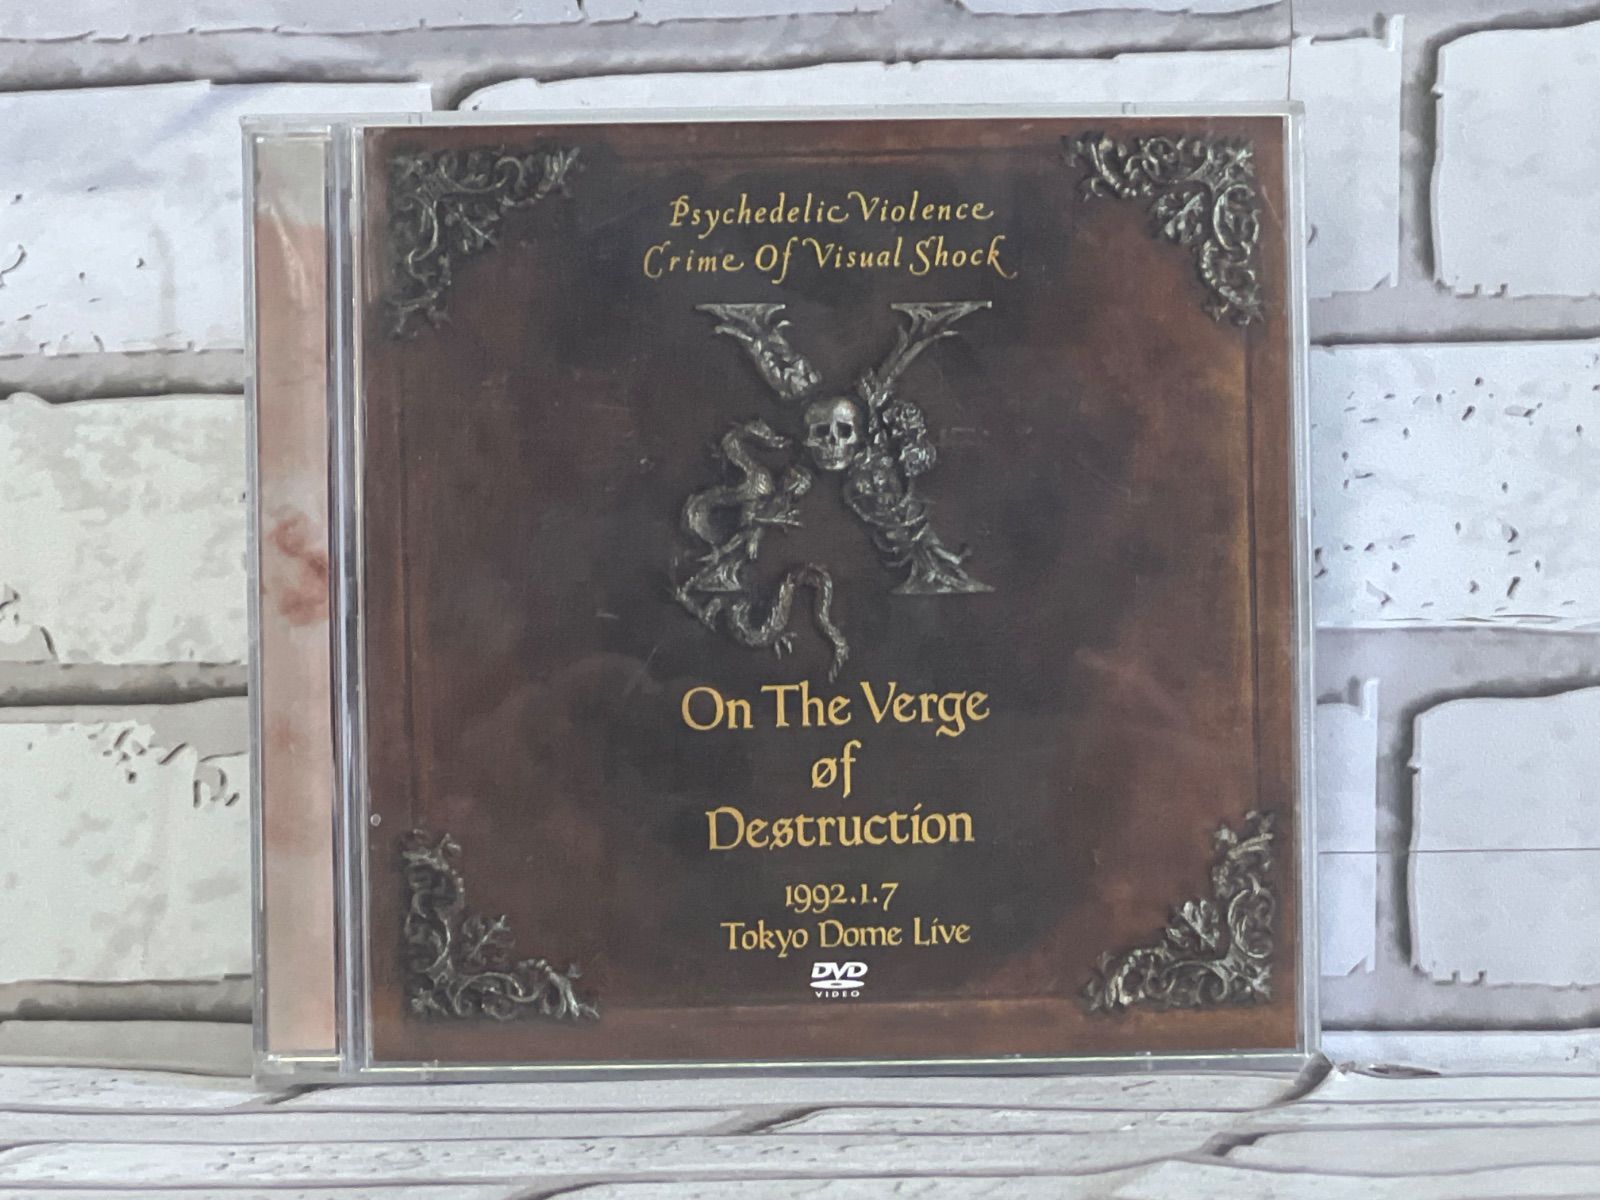 Psychedelic Violence
Crime Of Visual Shock
X
On The Verge
øf
Destruction
1992.1.7
Tokyo Dome Live
DVD
VIDEO